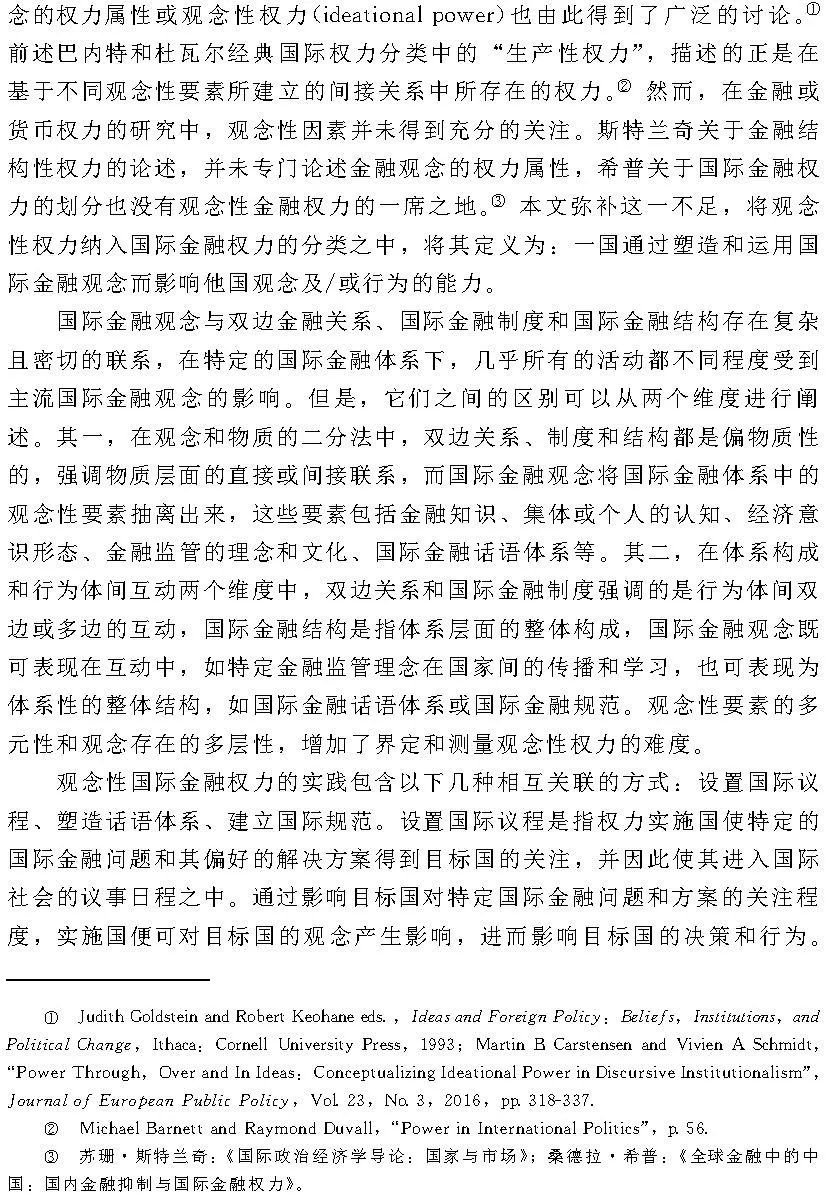 念的权力属性或观念性权力(ideational power)也由此得到了广泛的讨论。①
前述巴内特和杜瓦尔经典国际权力分类中的“生产性权力”，描述的正是在
基于不同观念性要素所建立的间接关系中所存在的权力。② 然而，在金融或
货币权力的研究中，观念性因素并未得到充分的关注。斯特兰奇关于金融结
构性权力的论述，并未专门论述金融观念的权力属性，希普关于国际金融权
力的划分也没有观念性金融权力的一席之地。③ 本文弥补这一不足，将观念
性权力纳入国际金融权力的分类之中，将其定义为：一国通过塑造和运用国
际金融观念而影响他国观念及/或行为的能力。
国际金融观念与双边金融关系、国际金融制度和国际金融结构存在复杂
且密切的联系，在特定的国际金融体系下，几乎所有的活动都不同程度受到
主流国际金融观念的影响。但是，它们之间的区别可以从两个维度进行阐
述。其一，在观念和物质的二分法中，双边关系、制度和结构都是偏物质性
的，强调物质层面的直接或间接联系，而国际金融观念将国际金融体系中的
观念性要素抽离出来，这些要素包括金融知识、集体或个人的认知、经济意
识形态、金融监管的理念和文化、国际金融话语体系等。其二，在体系构成
和行为体间互动两个维度中，双边关系和国际金融制度强调的是行为体间双
边或多边的互动，国际金融结构是指体系层面的整体构成，国际金融观念既
可表现在互动中，如特定金融监管理念在国家间的传播和学习，也可表现为
体系性的整体结构，如国际金融话语体系或国际金融规范。观念性要素的多
元性和观念存在的多层性，增加了界定和测量观念性权力的难度。
观念性国际金融权力的实践包含以下几种相互关联的方式：设置国际议
程、塑造话语体系、建立国际规范。设置国际议程是指权力实施国使特定的
国际金融问题和其偏好的解决方案得到目标国的关注，并因此使其进入国际
社会的议事日程之中。通过影响目标国对特定国际金融问题和方案的关注程
度，实施国便可对目标国的观念产生影响，进而影响目标国的决策和行为。
① Judith Goldstein and Robert Keohane eds., Ideas and Foreign Policy: Beliefs, Institutions, and
Political Change, Ithaca: Cornell University Press, 1993; Martin B Carstensen and Vivien A Schmidt,
“Power Through, Over and In Ideas: Conceptualizing Ideational Power in Discursive Institutionalism”,
Journal of European Public Policy, Vol. 23, No. 3, 2016, pp. 318-337.
② Michael Barnett and Raymond Duvall, “Power in International Politics”, p. 56.
③ 苏珊·斯特兰奇：《国际政治经济学导论：国家与市场》；桑德拉·希普：《全球金融中的中
国：国内金融抑制与国际金融权力》。